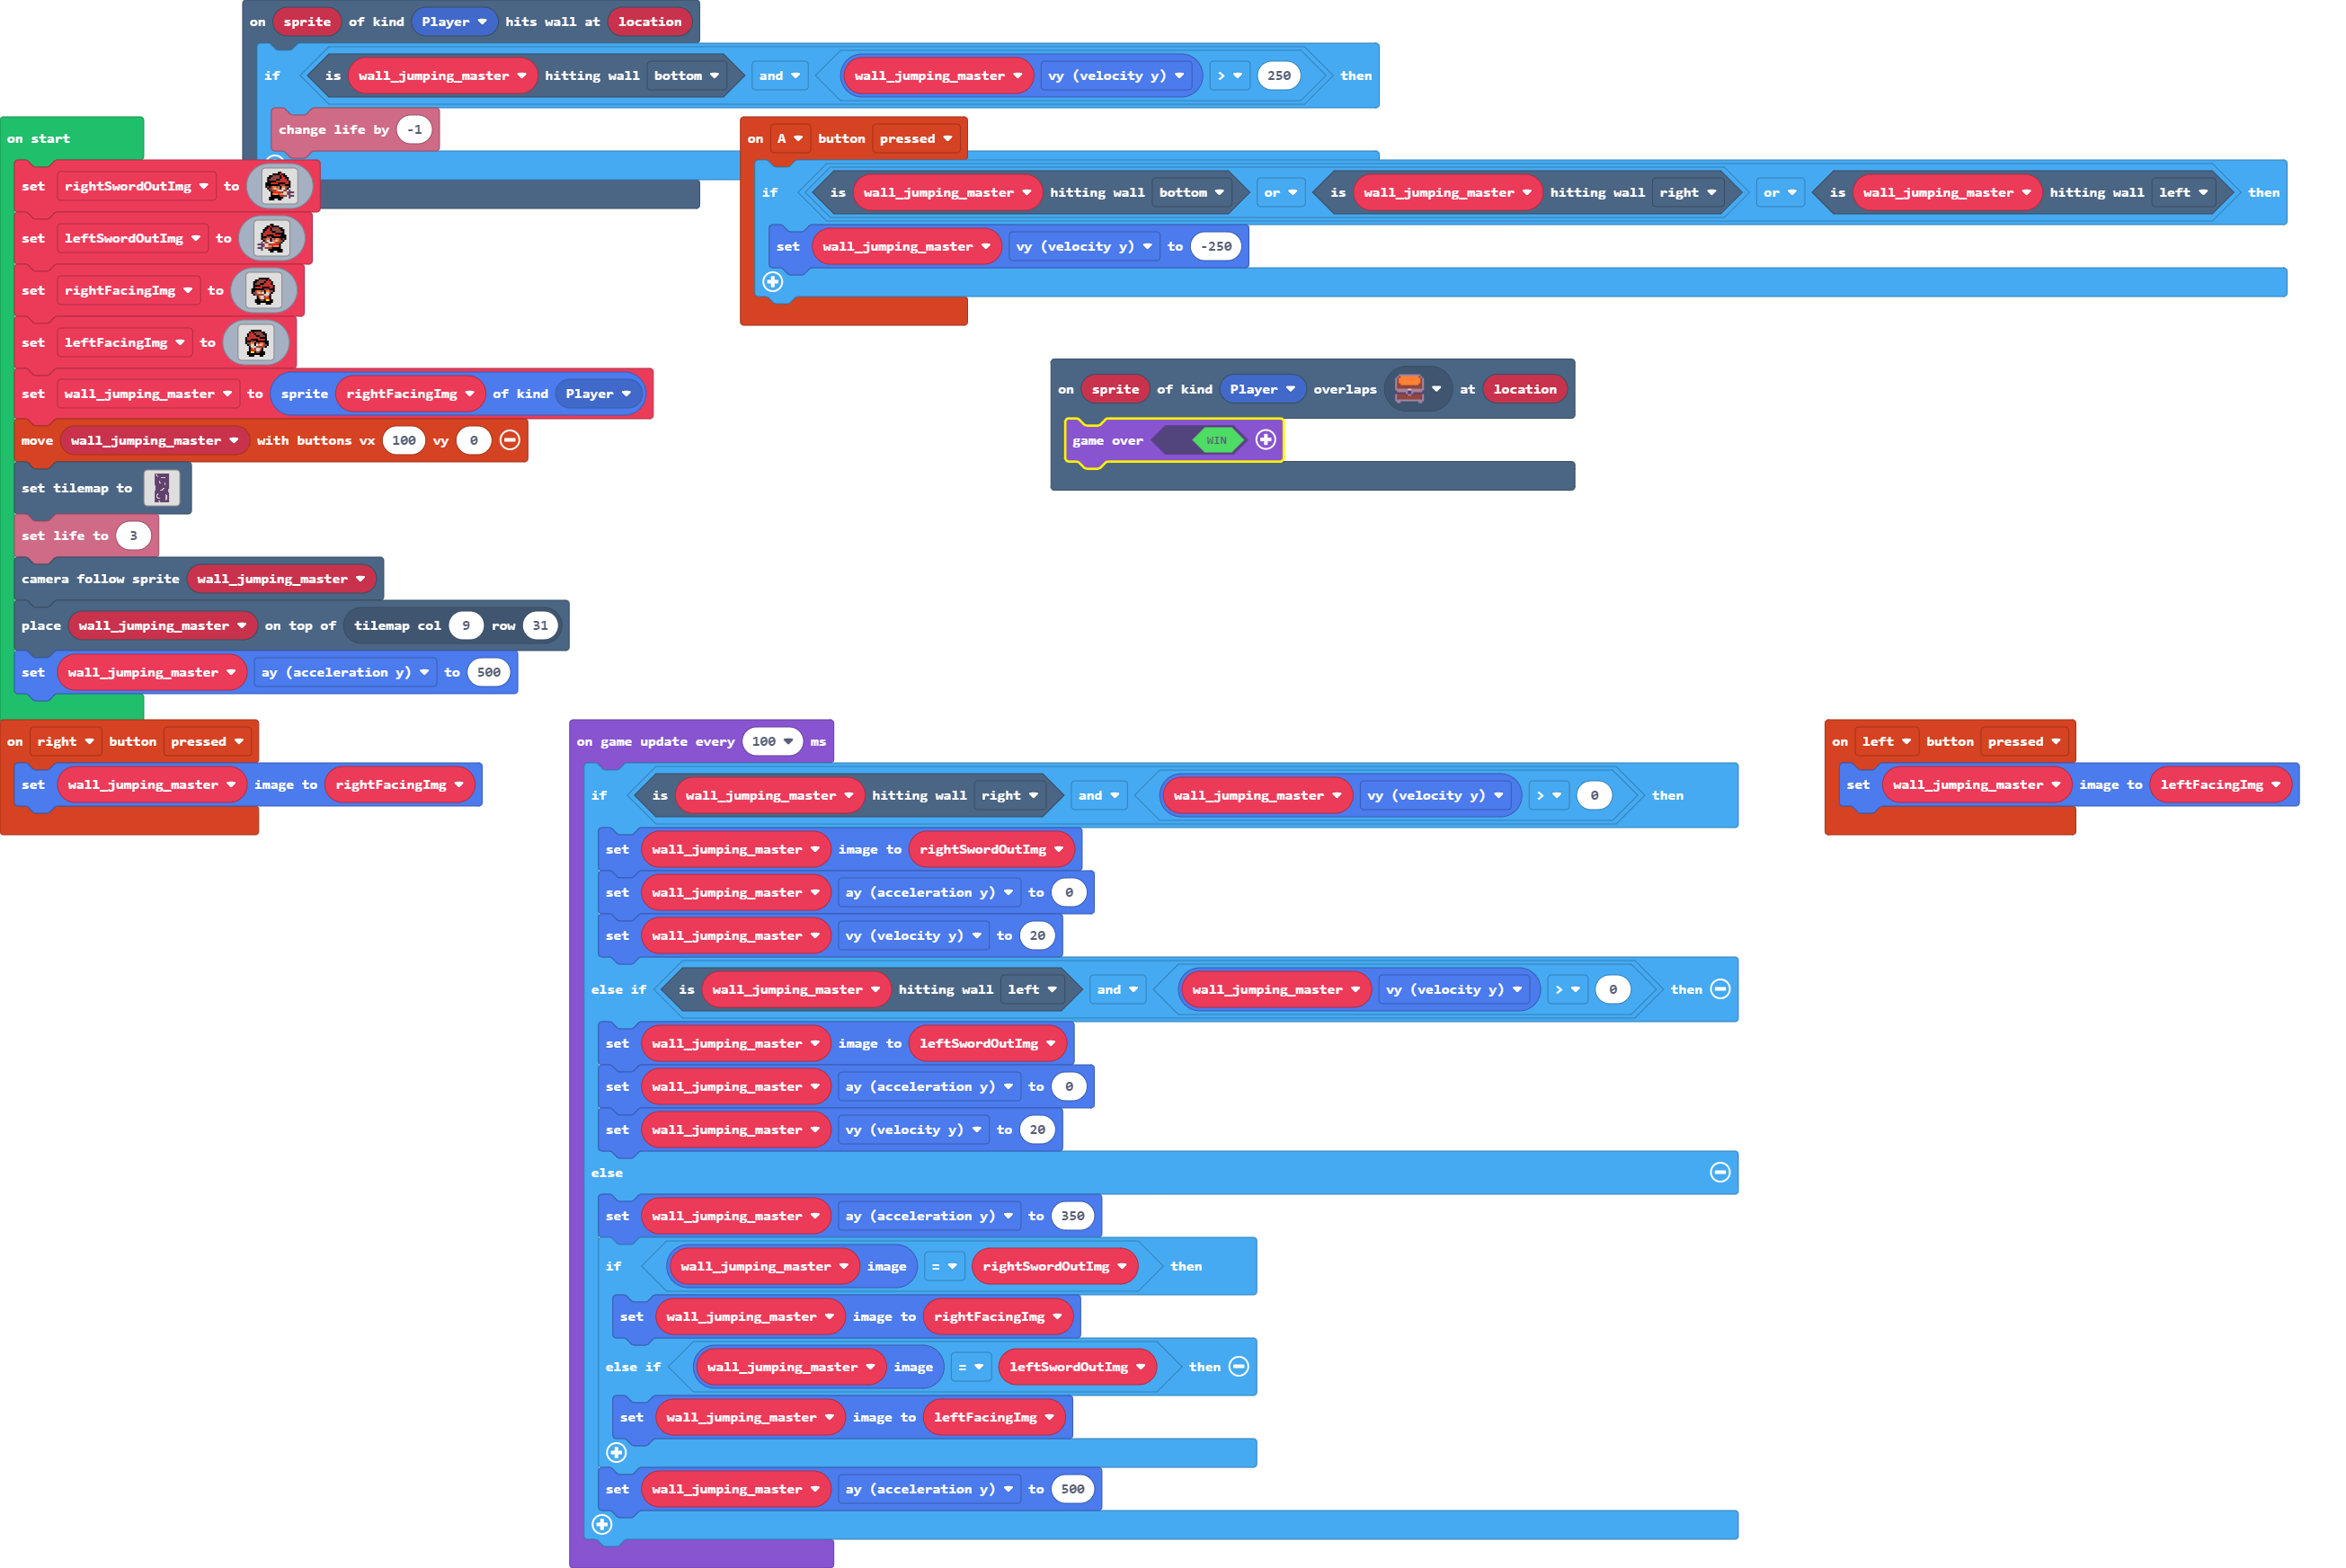 on sprite of kind Player hits wall at location
if is wall_jumping_master hitting wall bottom and wall_jumping_master vy (velocity y) > 250 then
change life by -1
on start
set rightSwordOutImg to
set leftSwordOutImg to
set rightFacingImg to
set leftFacingImg to
set wall_jumping_master to sprite rightFacingImg of kind Player
move wall_jumping_master with buttons vx 100 vy 0
set tilemap to
set life to 3
camera follow sprite wall_jumping_master
place wall_jumping_master on top of tilemap col 9 row 31
set wall_jumping_master ay (acceleration y) to 500
on A button pressed
if is wall_jumping_master hitting wall bottom or is wall_jumping_master hitting wall right or is wall_jumping_master hitting wall left then
set wall_jumping_master vy (velocity y) to -250
on sprite of kind Player overlaps at location
game over WIN
on right button pressed
set wall_jumping_master image to rightFacingImg
on game update every 100 ms
if is wall_jumping_master hitting wall right and wall_jumping_master vy (velocity y) > 0 then
set wall_jumping_master image to rightSwordOutImg
set wall_jumping_master ay (acceleration y) to 0
set wall_jumping_master vy (velocity y) to 20
else if is wall_jumping_master hitting wall left and wall_jumping_master vy (velocity y) > 0 then
set wall_jumping_master image to leftSwordOutImg
set wall_jumping_master ay (acceleration y) to 0
set wall_jumping_master vy (velocity y) to 20
else
set wall_jumping_master ay (acceleration y) to 350
if wall_jumping_master image = rightSwordOutImg then
set wall_jumping_master image to rightFacingImg
else if wall_jumping_master image = leftSwordOutImg then
set wall_jumping_master image to leftFacingImg
set wall_jumping_master ay (acceleration y) to 500
on left button pressed
set wall_jumping_master image to leftFacingImg